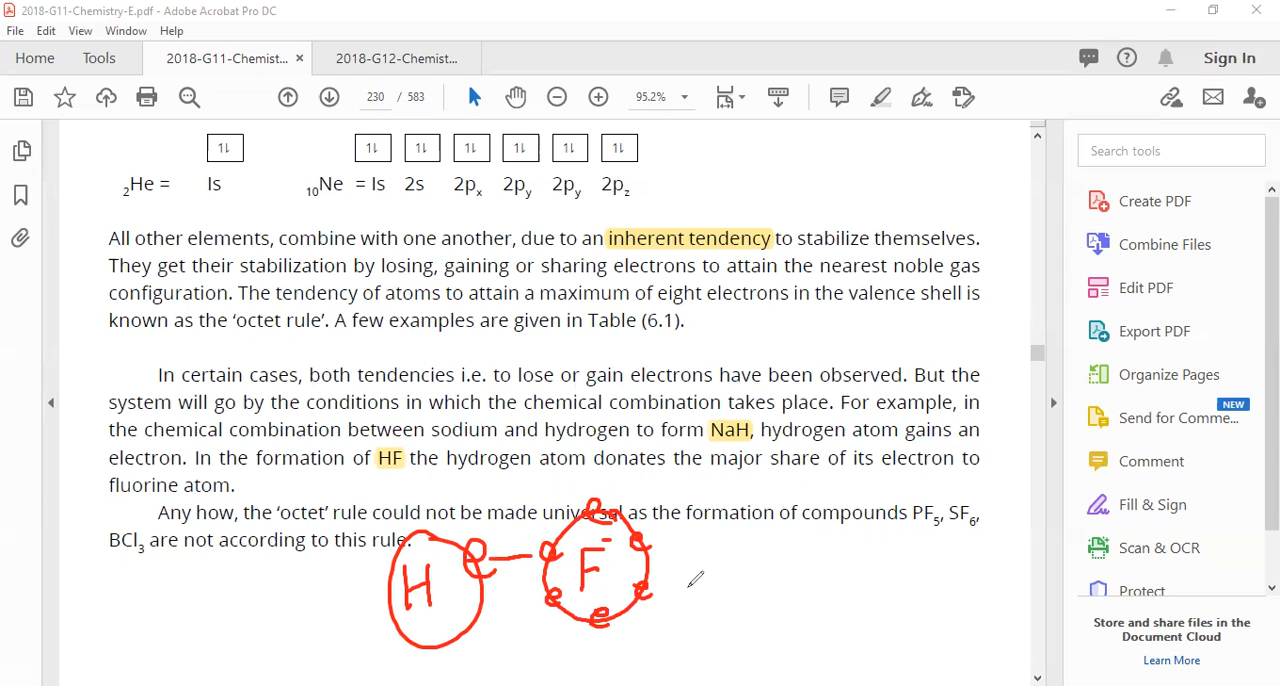 2018-G11-Chemistry-E.pdf - Adobe Acrobat Pro DC
File Edit View Window Help
Home Tools 2018-G11-Chemist... × 2018-G12-Chemist... Sign In
230 / 583 95.2%
Search tools
↑↓ ↑↓ ↑↓ ↑↓ ↑↓ ↑↓ ↑↓
₂He = Is ₁₀Ne = Is 2s 2pₓ 2pᵧ 2pᵧ 2p_z
All other elements, combine with one another, due to an inherent tendency to stabilize themselves.
They get their stabilization by losing, gaining or sharing electrons to attain the nearest noble gas
configuration. The tendency of atoms to attain a maximum of eight electrons in the valence shell is
known as the ‘octet rule’. A few examples are given in Table (6.1).
In certain cases, both tendencies i.e. to lose or gain electrons have been observed. But the
system will go by the conditions in which the chemical combination takes place. For example, in
the chemical combination between sodium and hydrogen to form NaH, hydrogen atom gains an
electron. In the formation of HF the hydrogen atom donates the major share of its electron to
fluorine atom.
Any how, the ‘octet’ rule could not be made universal as the formation of compounds PF₅, SF₆,
BCl₃ are not according to this rule.
H e e F e e e e e
Create PDF
Combine Files
Edit PDF
Export PDF
Organize Pages
NEW
Send for Comme...
Comment
Fill & Sign
Scan & OCR
Protect
Store and share files in the
Document Cloud
Learn More